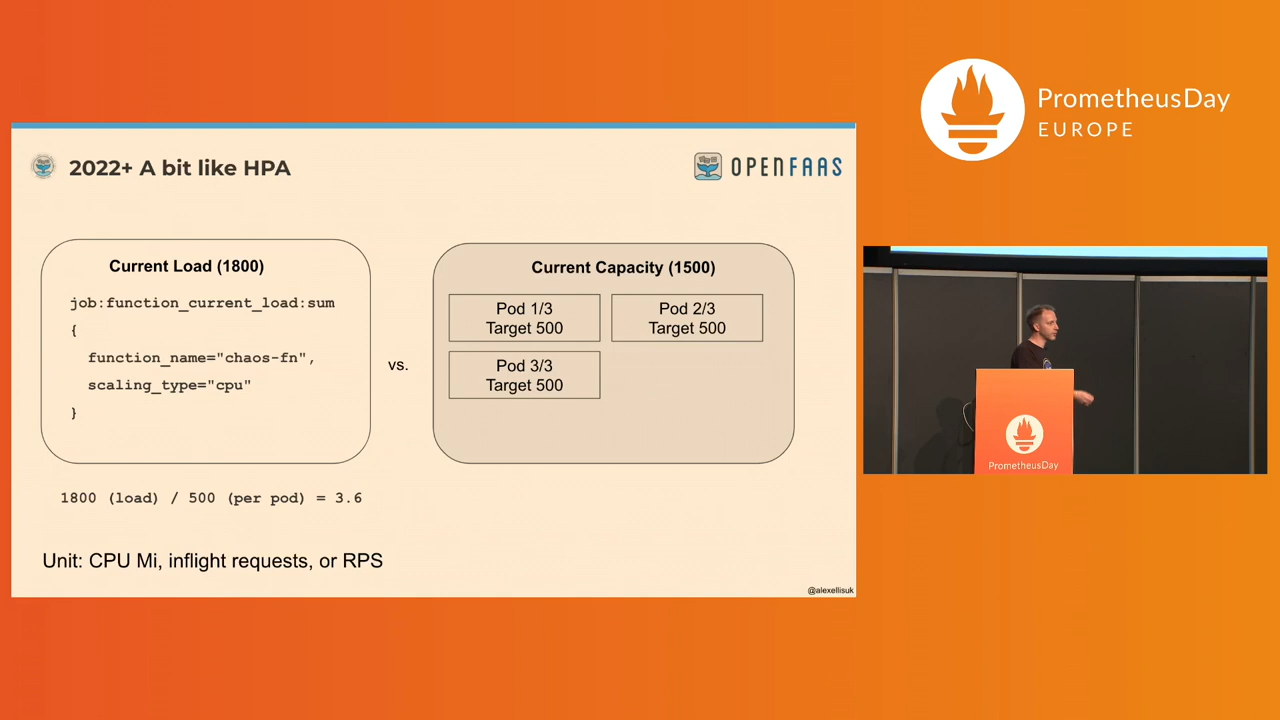 PrometheusDay
EUROPE
2022+ A bit like HPA
OPENFAAS
Current Load (1800)
job:function_current_load:sum
{
function_name="chaos-fn",
scaling_type="cpu"
}
vs.
Current Capacity (1500)
Pod 1/3
Target 500
Pod 2/3
Target 500
Pod 3/3
Target 500
1800 (load) / 500 (per pod) = 3.6
Unit: CPU Mi, inflight requests, or RPS
@alexellisuk
PrometheusDay